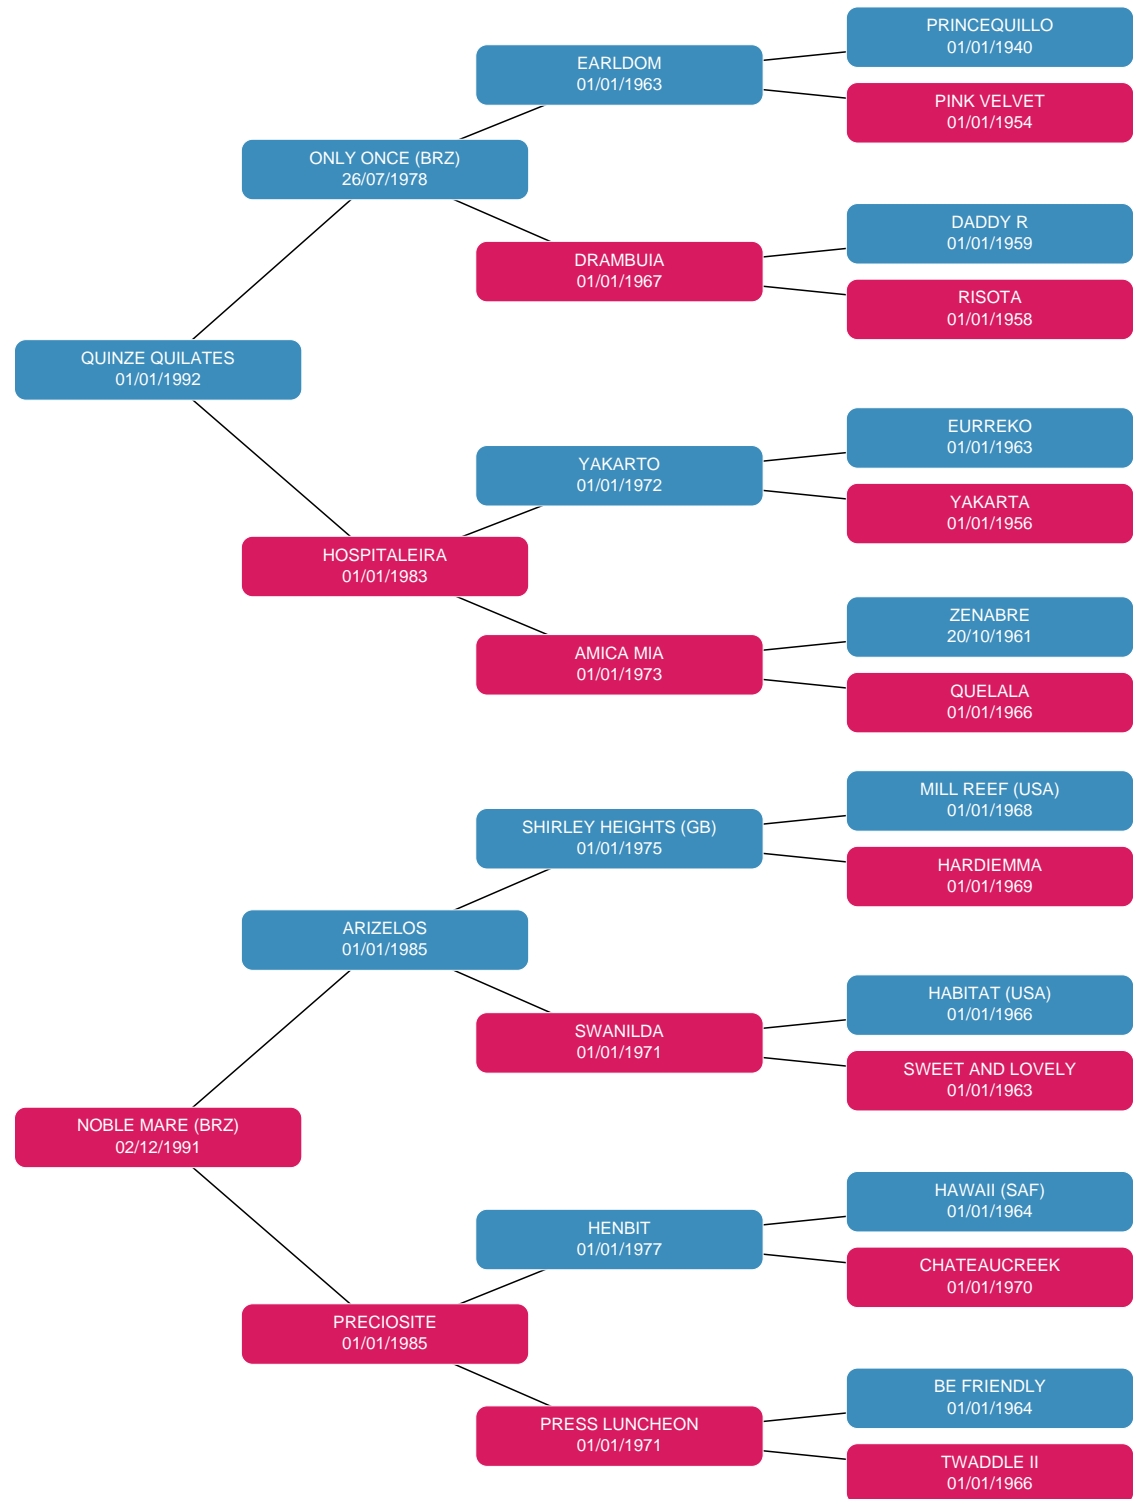 PRINCEQUILLO
01/01/1940
EARLDOM
01/01/1963
PINK VELVET
01/01/1954
ONLY ONCE (BRZ)
26/07/1978
DADDY R
01/01/1959
DRAMBUIA
01/01/1967
RISOTA
01/01/1958
QUINZE QUILATES
01/01/1992
EURREKO
01/01/1963
YAKARTO
01/01/1972
YAKARTA
01/01/1956
HOSPITALEIRA
01/01/1983
ZENABRE
20/10/1961
AMICA MIA
01/01/1973
QUELALA
01/01/1966
MILL REEF (USA)
01/01/1968
SHIRLEY HEIGHTS (GB)
01/01/1975
HARDIEMMA
01/01/1969
ARIZELOS
01/01/1985
HABITAT (USA)
01/01/1966
SWANILDA
01/01/1971
SWEET AND LOVELY
01/01/1963
NOBLE MARE (BRZ)
02/12/1991
HAWAII (SAF)
01/01/1964
HENBIT
01/01/1977
CHATEAUCREEK
01/01/1970
PRECIOSITE
01/01/1985
BE FRIENDLY
01/01/1964
PRESS LUNCHEON
01/01/1971
TWADDLE II
01/01/1966